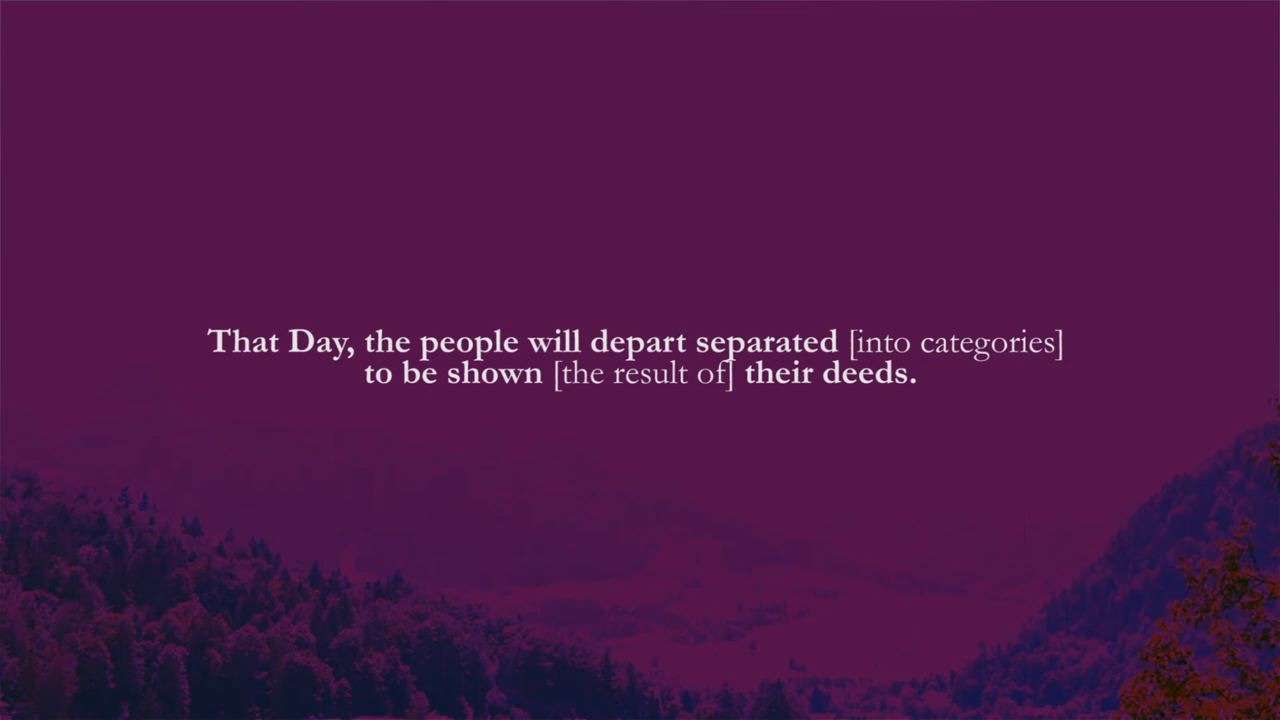 That Day, the people will depart separated [into categories]
to be shown [the result of] their deeds.